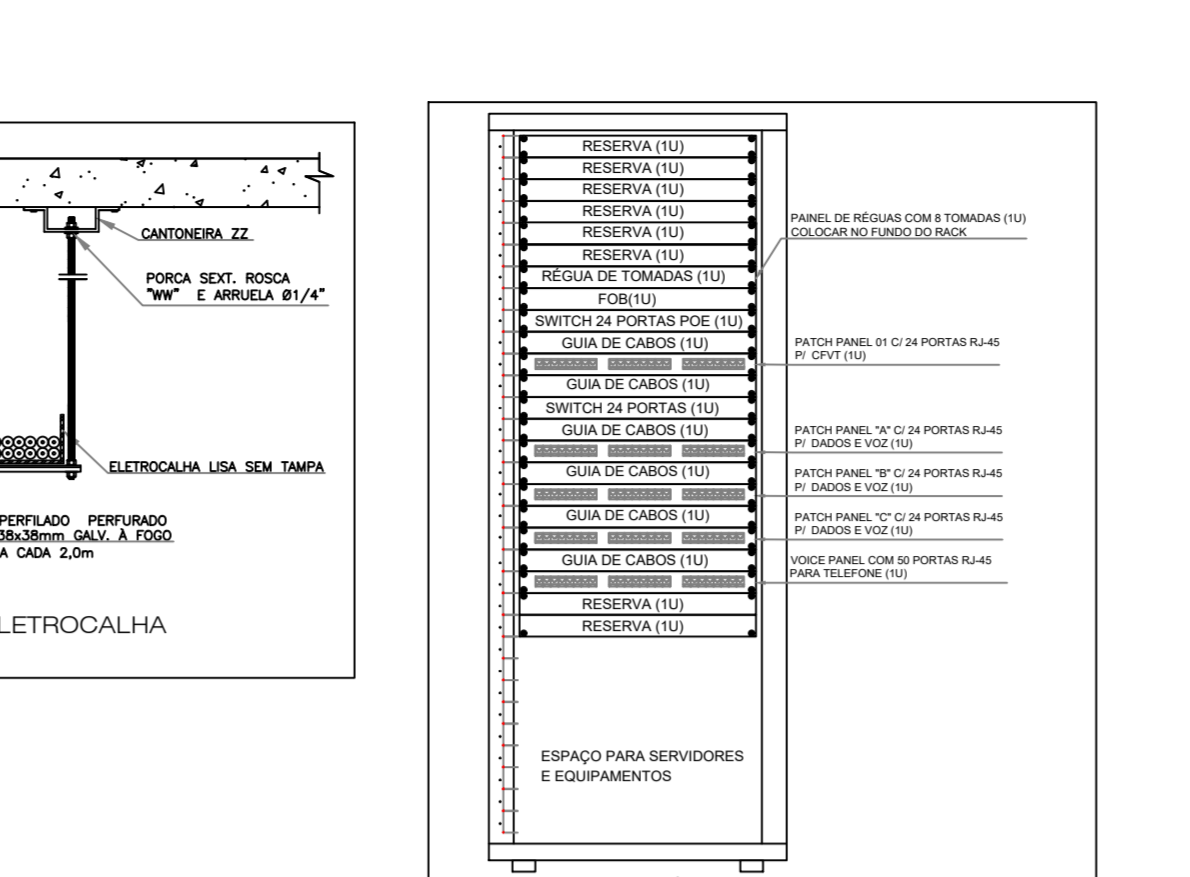 CANTONEIRA ZZ
PORCA SEXT. ROSCA
"WW" E ARRUELA Ø1/4"
ELETROCALHA LISA SEM TAMPA
PERFILADO PERFURADO
38x38mm GALV. À FOGO
A CADA 2,0m
LETROCALHA
RESERVA (1U)
RESERVA (1U)
RESERVA (1U)
RESERVA (1U)
RESERVA (1U)
RESERVA (1U)
RÉGUA DE TOMADAS (1U)
FOB(1U)
SWITCH 24 PORTAS POE (1U)
GUIA DE CABOS (1U)
GUIA DE CABOS (1U)
SWITCH 24 PORTAS (1U)
GUIA DE CABOS (1U)
GUIA DE CABOS (1U)
GUIA DE CABOS (1U)
GUIA DE CABOS (1U)
RESERVA (1U)
RESERVA (1U)
ESPAÇO PARA SERVIDORES
E EQUIPAMENTOS
PAINEL DE RÉGUAS COM 8 TOMADAS (1U)
COLOCAR NO FUNDO DO RACK
PATCH PANEL 01 C/ 24 PORTAS RJ-45
P/ CFVT (1U)
PATCH PANEL "A" C/ 24 PORTAS RJ-45
P/ DADOS E VOZ (1U)
PATCH PANEL "B" C/ 24 PORTAS RJ-45
P/ DADOS E VOZ (1U)
PATCH PANEL "C" C/ 24 PORTAS RJ-45
P/ DADOS E VOZ (1U)
VOICE PANEL COM 50 PORTAS RJ-45
PARA TELEFONE (1U)